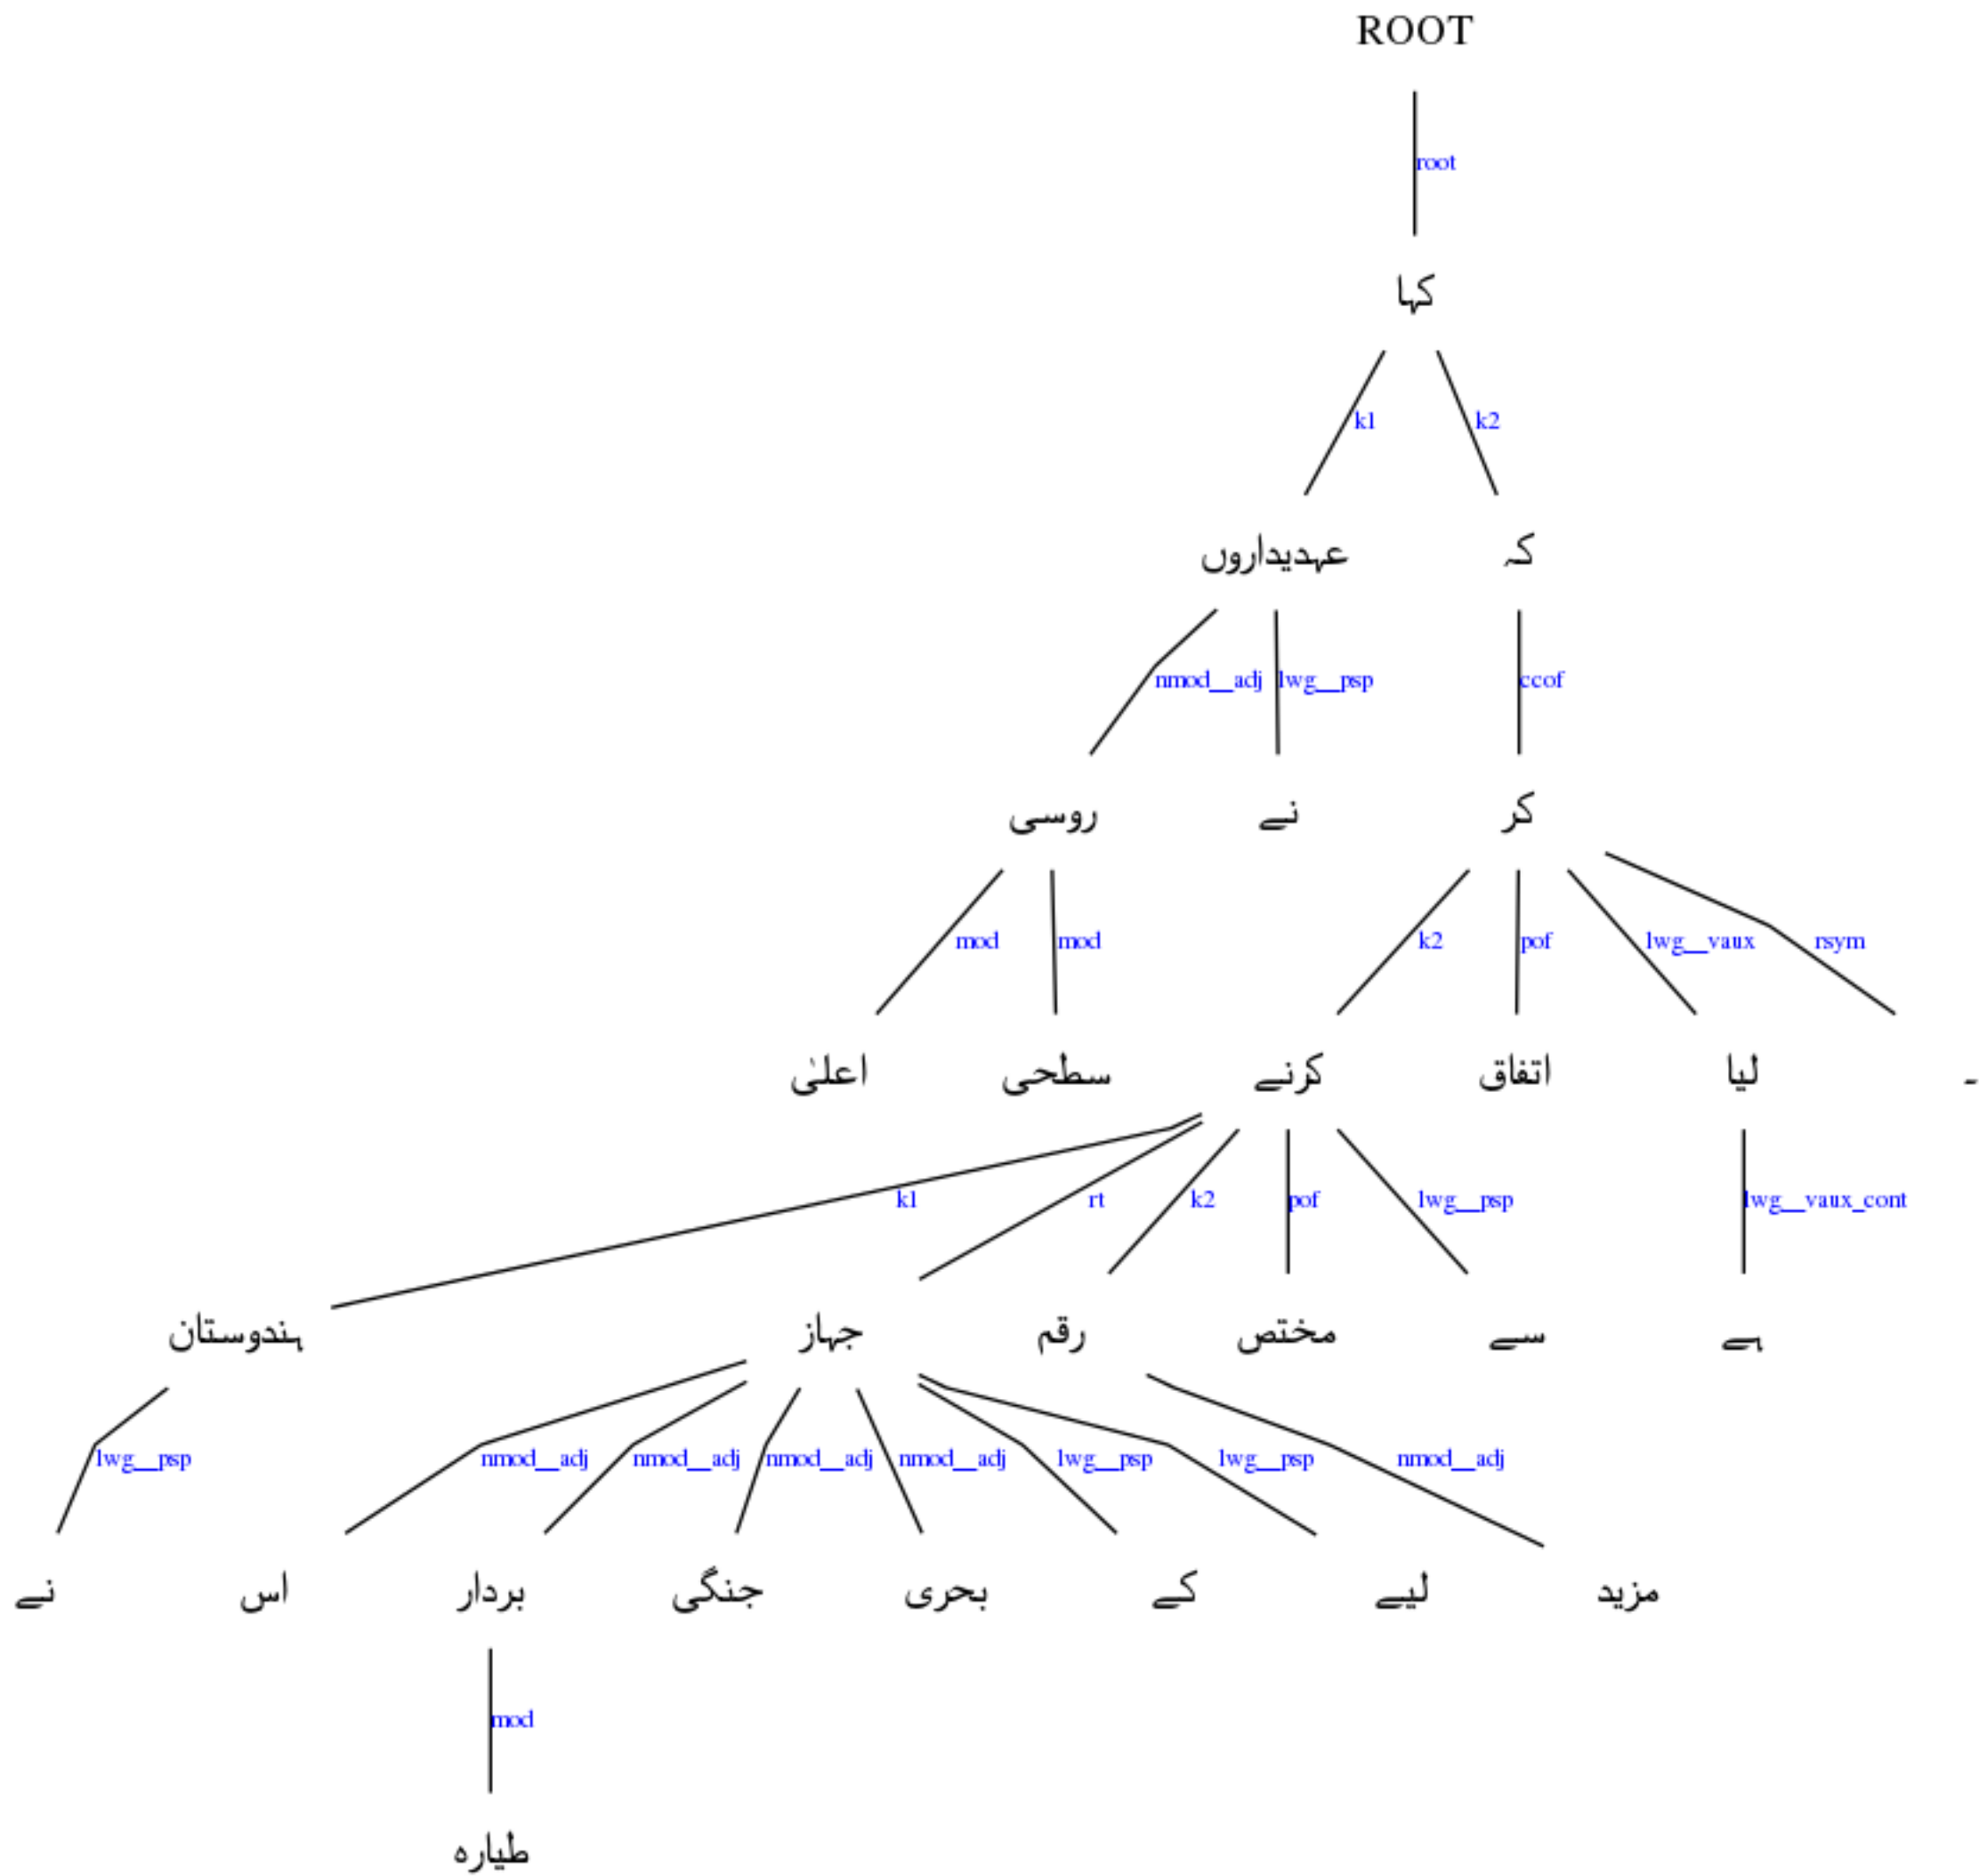 ROOT
root
کہا
k1 k2
عہدیداروں کہ
nmod__adj lwg__psp ccof
روسی نے کر
mod mod k2 pof lwg__vaux rsym
اعلیٰ سطحی کرنے اتفاق لیا ۔
k1 rt k2 pof lwg__psp lwg__vaux_cont
ہندوستان جہاز رقم مختص سے ہے
lwg__psp nmod__adj nmod__adj nmod__adj nmod__adj lwg__psp lwg__psp nmod__adj
نے اس بردار جنگی بحری کے لیے مزید
mod
طیارہ